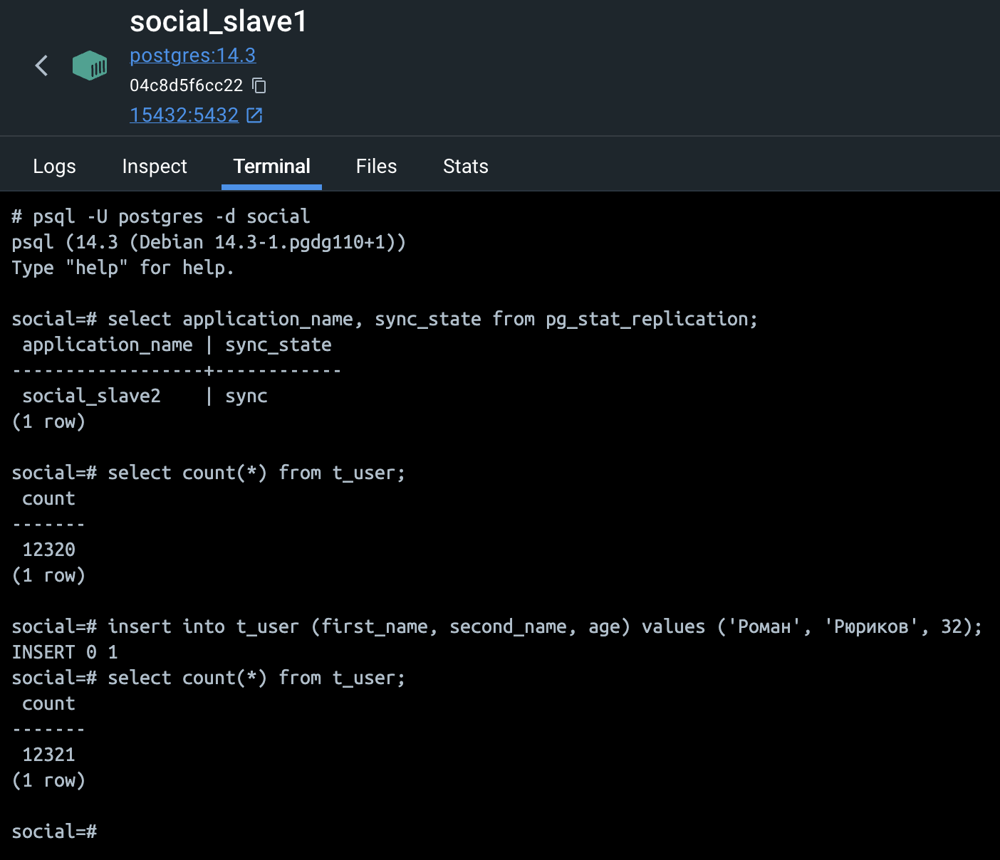 social_slave1
postgres:14.3
04c8d5f6cc22
15432:5432
Logs Inspect Terminal Files Stats
# psql -U postgres -d social
psql (14.3 (Debian 14.3-1.pgdg110+1))
Type "help" for help.
social=# select application_name, sync_state from pg_stat_replication;
 application_name | sync_state
------------------+------------
 social_slave2    | sync
(1 row)
social=# select count(*) from t_user;
 count
-------
 12320
(1 row)
social=# insert into t_user (first_name, second_name, age) values ('Роман', 'Рюриков', 32);
INSERT 0 1
social=# select count(*) from t_user;
 count
-------
 12321
(1 row)
social=#